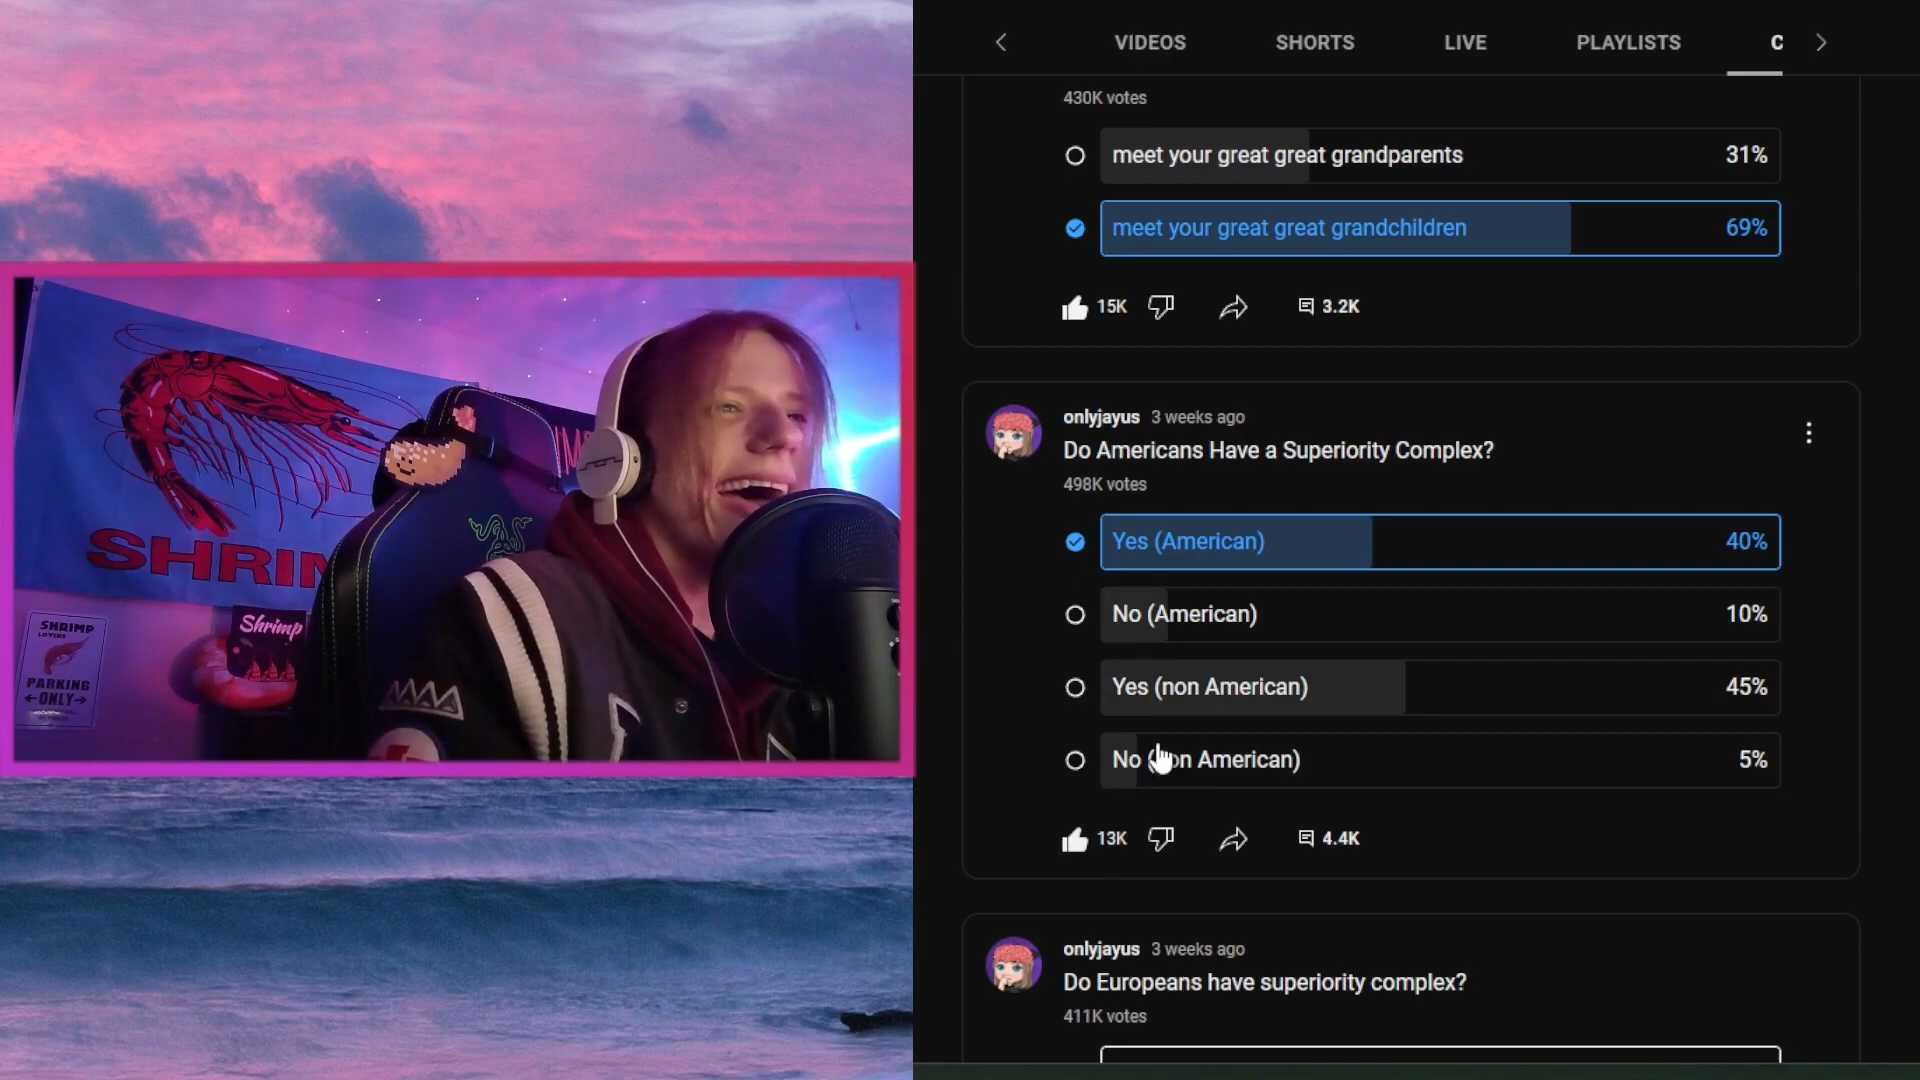 VIDEOS SHORTS LIVE PLAYLISTS C
430K votes
meet your great great grandparents 31%
meet your great great grandchildren 69%
15K 3.2K
onlyjayus 3 weeks ago
Do Americans Have a Superiority Complex?
498K votes
Yes (American) 40%
No (American) 10%
Yes (non American) 45%
No (non American) 5%
13K 4.4K
onlyjayus 3 weeks ago
Do Europeans have superiority complex?
411K votes
SHRIM
SHRIMP
LOVERS
PARKING
←ONLY→
Shrimp